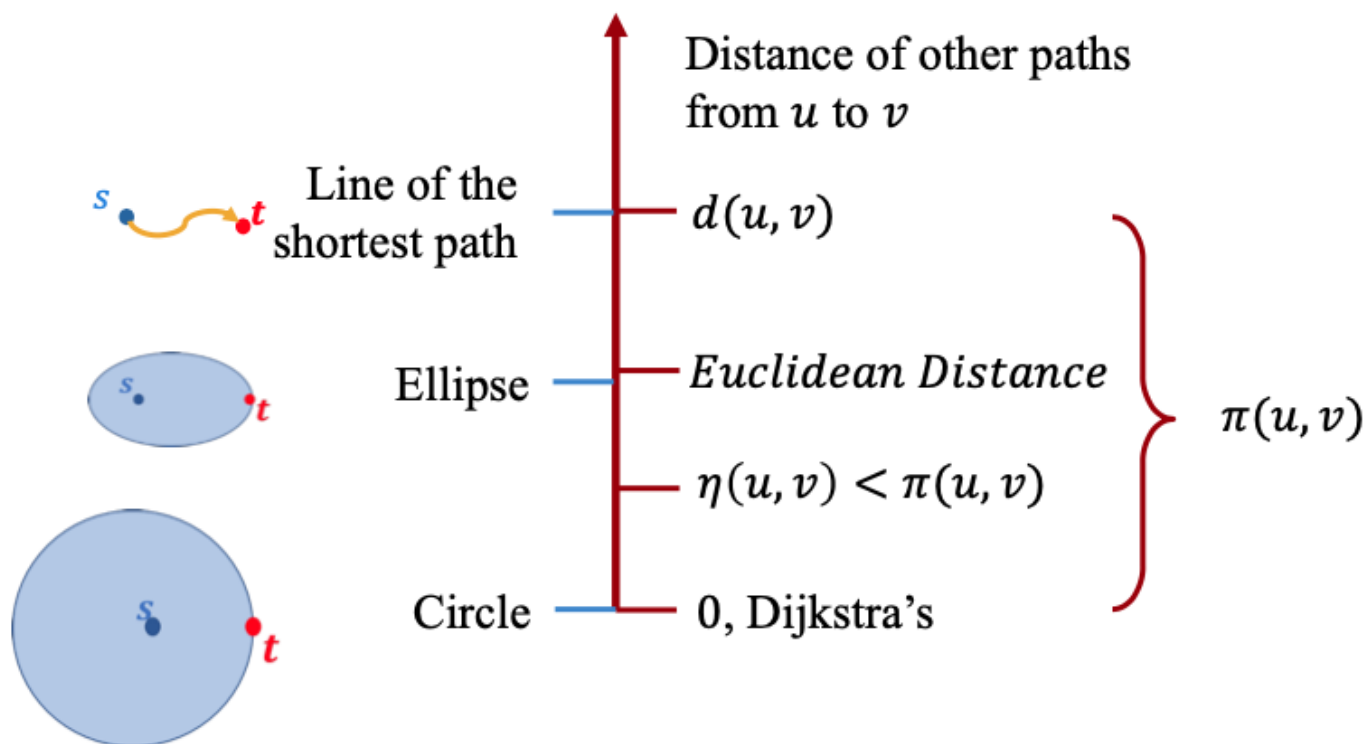 Distance of other paths
from u to v
s
t
Line of the
shortest path
d(u, v)
s
t
Ellipse
Euclidean Distance
π(u, v)
η(u, v) < π(u, v)
s
t
Circle
0, Dijkstra’s